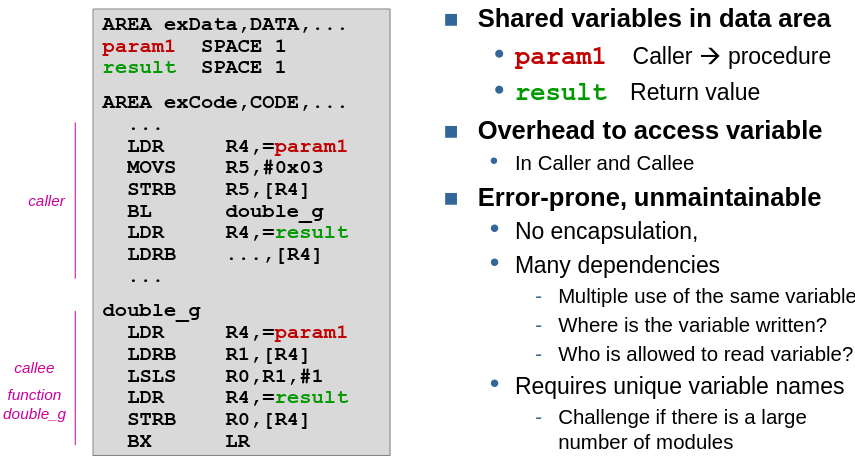 AREA exData,DATA,...
param1 SPACE 1
result SPACE 1
AREA exCode,CODE,...
...
LDR R4,=param1
MOVS R5,#0x03
STRB R5,[R4]
BL double_g
LDR R4,=result
LDRB ...,[R4]
...
caller
double_g
LDR R4,=param1
LDRB R1,[R4]
LSLS R0,R1,#1
LDR R4,=result
STRB R0,[R4]
BX LR
callee
function
double_g
Shared variables in data area
param1 Caller → procedure
result Return value
Overhead to access variable
In Caller and Callee
Error-prone, unmaintainable
No encapsulation,
Many dependencies
- Multiple use of the same variable
- Where is the variable written?
- Who is allowed to read variable?
Requires unique variable names
- Challenge if there is a large
number of modules